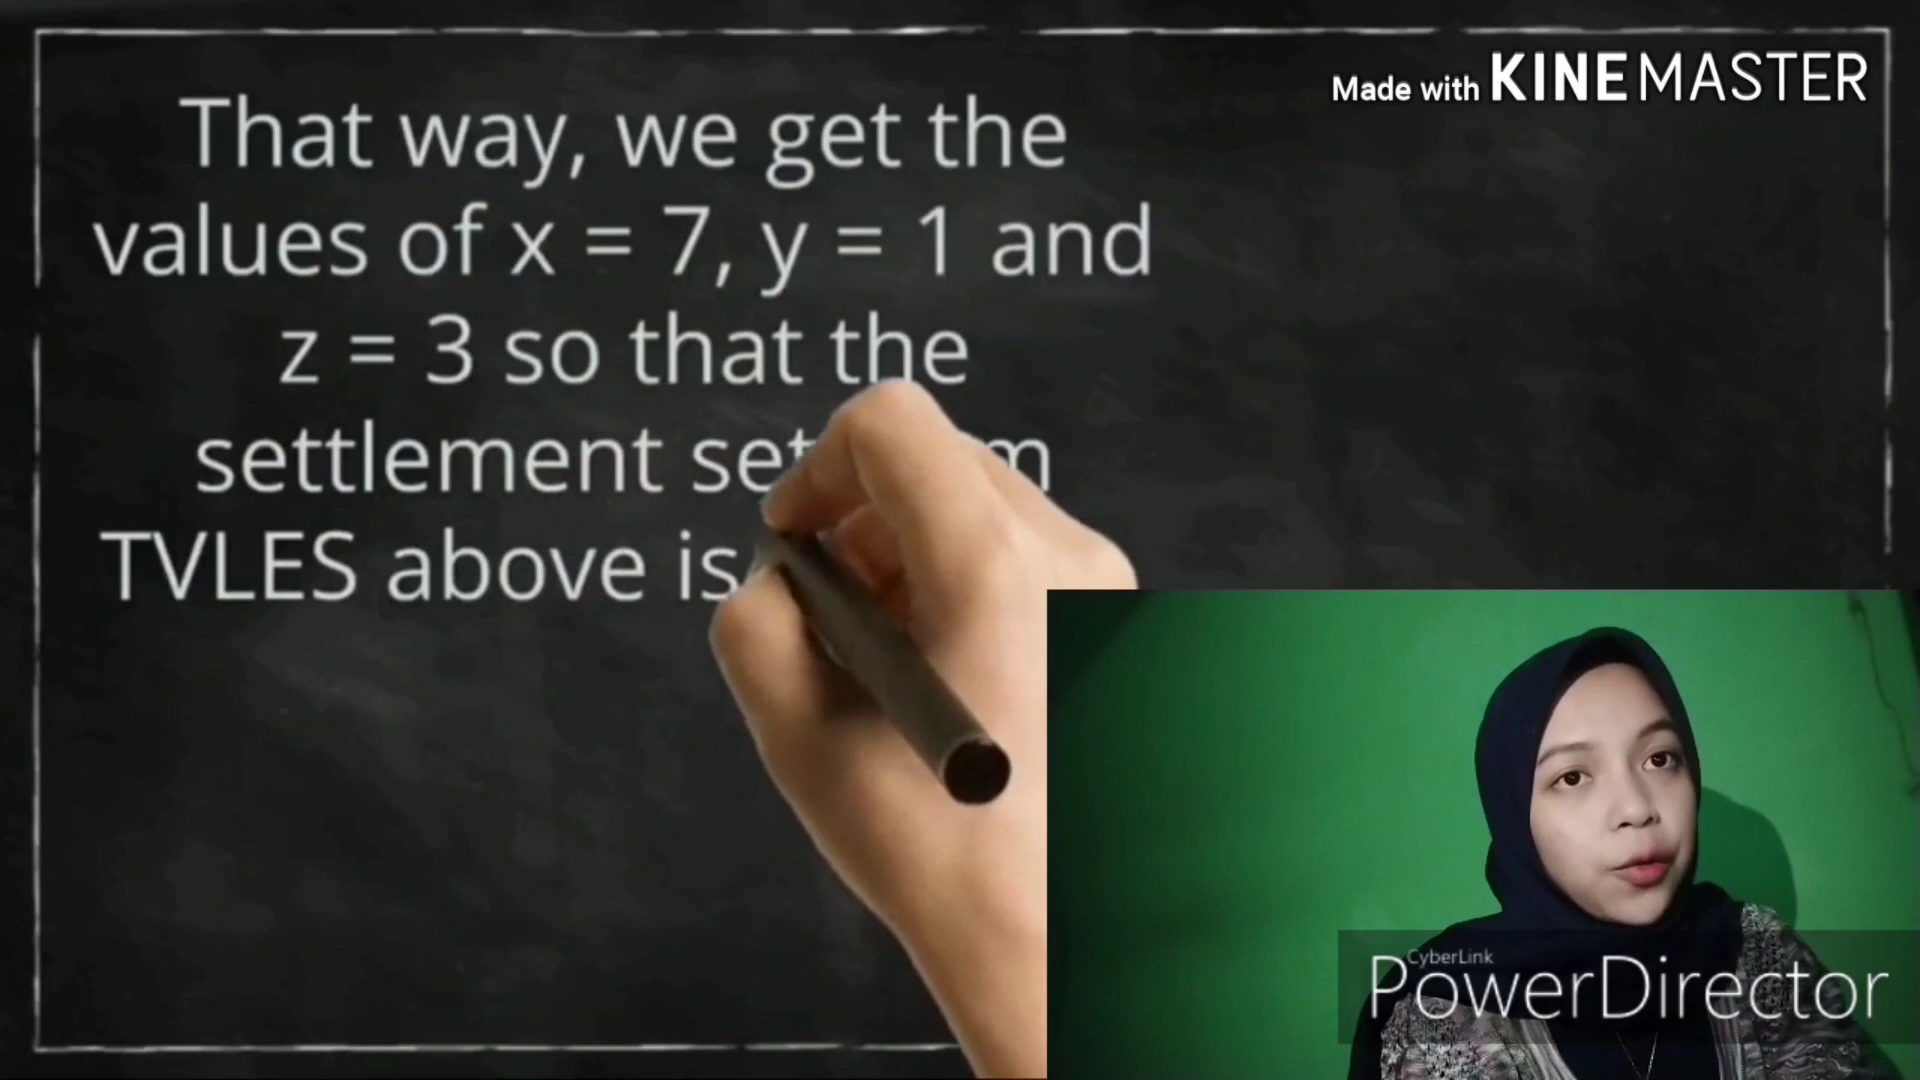 That way, we get the
values of x = 7, y = 1 and
z = 3 so that the
settlement set
TVLES above is
Made with KINEMASTER
CyberLink
PowerDirector